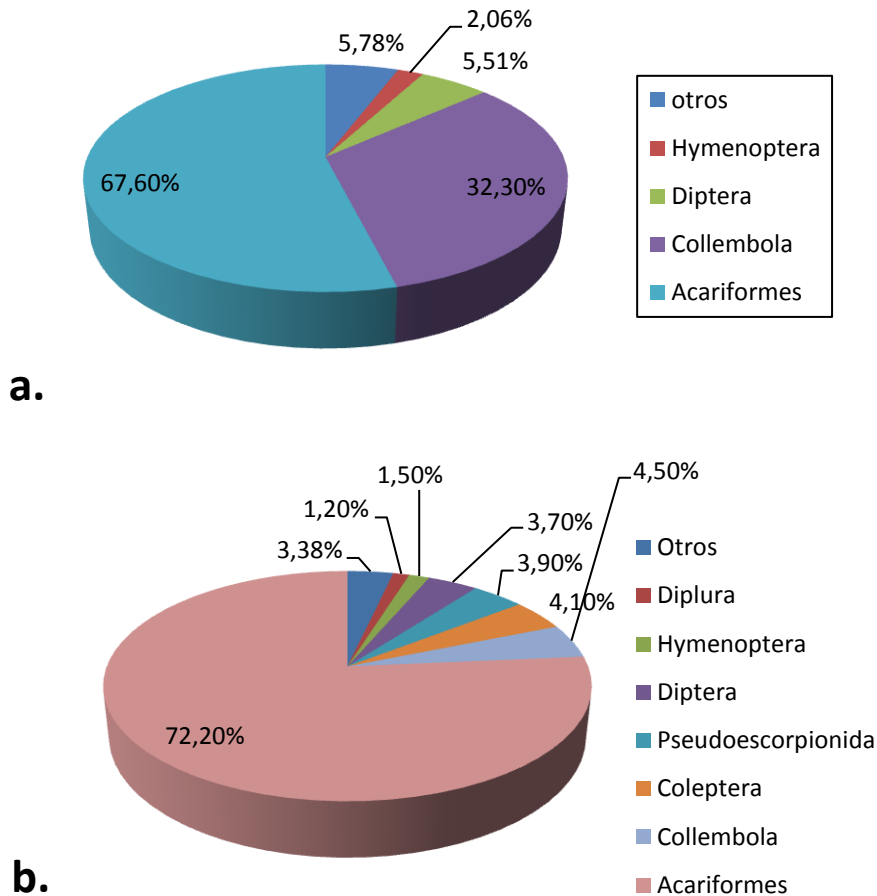 5,78%
2,06%
5,51%
67,60%
32,30%
otros
Hymenoptera
Diptera
Collembola
Acariformes
a.
1,50%
4,50%
1,20%
3,70%
3,38%
3,90%
4,10%
72,20%
Otros
Diplura
Hymenoptera
Diptera
Pseudoescorpionida
Coleptera
Collembola
Acariformes
b.